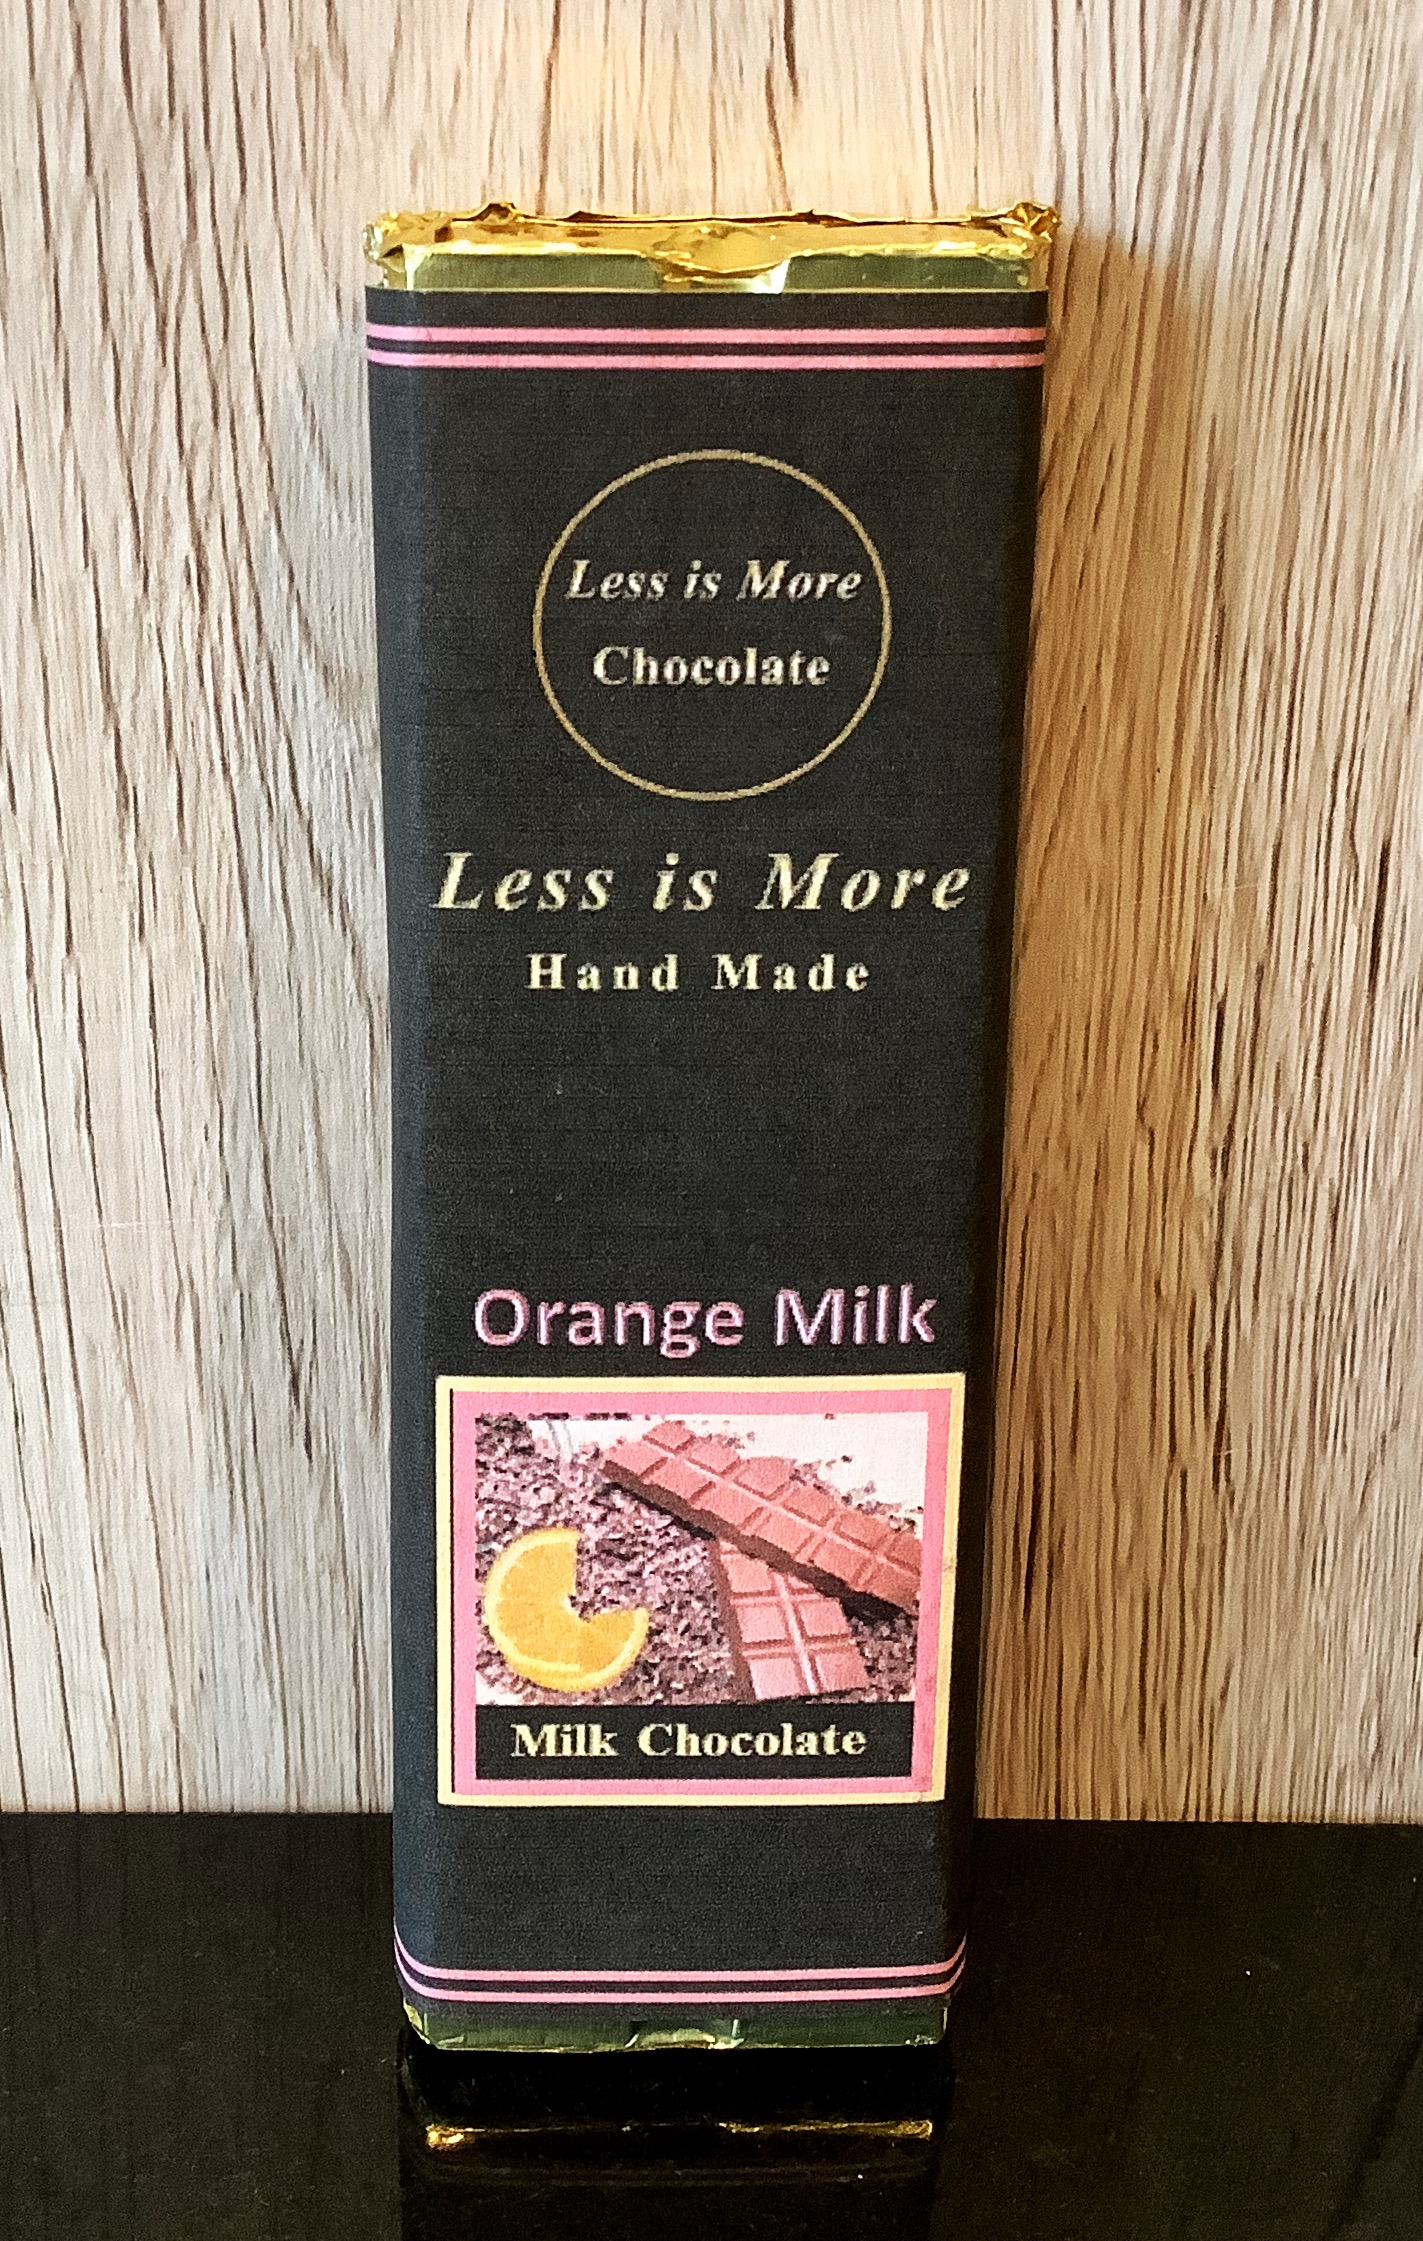 Less is More
Chocolate
Less is More
Hand Made
Orange Milk
Milk Chocolate